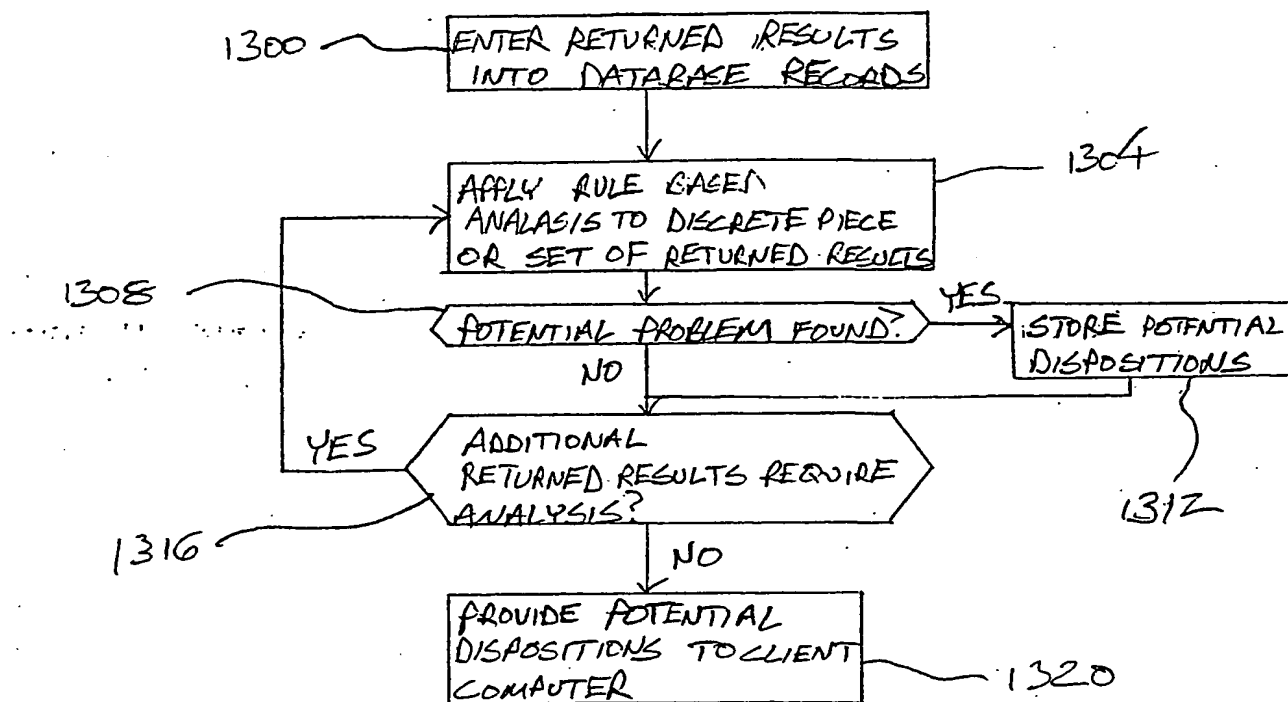 1300
ENTER RETURNED RESULTS
INTO DATABASE RECORDS
1304
APPLY RULE BASED
ANALASIS TO DISCRETE PIECE
OR SET OF RETURNED RESULTS
1308
POTENTIAL PROBLEM FOUND?
YES
STORE POTENTIAL
DISPOSITIONS
1312
NO
YES
ADDITIONAL
RETURNED RESULTS REQUIRE
ANALYSIS?
1316
NO
PROVIDE POTENTIAL
DISPOSITIONS TO CLIENT
COMPUTER
1320